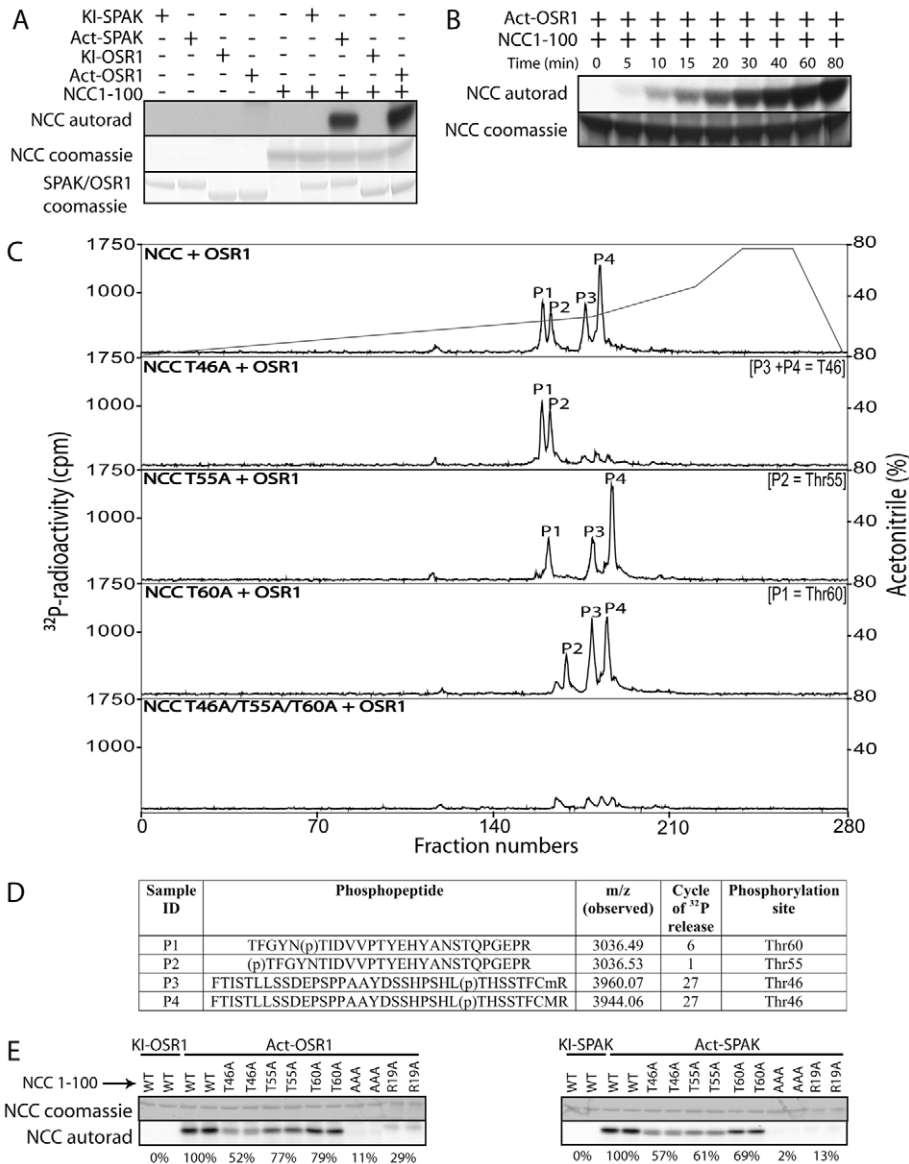 A
KI-SPAK + - - - - + - - -
Act-SPAK - + - - - - + - -
KI-OSR1 - - + - - - - + -
Act-OSR1 - - - + - - - - +
NCC1-100 - - - - + + + + +
NCC autorad
NCC coomassie
SPAK/OSR1
coomassie
B
Act-OSR1 + + + + + + + + +
NCC1-100 + + + + + + + + +
Time (min) 0 5 10 15 20 30 40 60 80
NCC autorad
NCC coomassie
C
1750 NCC + OSR1 80
P1 P2 P3 P4
1000 40
1750 NCC T46A + OSR1 [P3 +P4 = T46] 80
P1 P2
1000 40
1750 NCC T55A + OSR1 [P2 = Thr55] 80
P1 P3 P4
1000 40
1750 NCC T60A + OSR1 [P1 = Thr60] 80
P2 P3 P4
1000 40
1750 NCC T46A/T55A/T60A + OSR1 80
1000 40
0 70 140 210 280
Fraction numbers
32P-radioactivity (cpm)
Acetonitrile (%)
D
Sample ID Phosphopeptide m/z (observed) Cycle of 32P release Phosphorylation site
P1 TFGYN(p)TIDVVPTYEHYANSTQPGEPR 3036.49 6 Thr60
P2 (p)TFGYNTIDVVPTYEHYANSTQPGEPR 3036.53 1 Thr55
P3 FTISTLLSSDEPSPPAAYDSSHPSHL(p)THSSTFCmR 3960.07 27 Thr46
P4 FTISTLLSSDEPSPPAAYDSSHPSHL(p)THSSTFCMR 3944.06 27 Thr46
E
KI-OSR1 Act-OSR1
NCC 1-100 WT WT WT WT T46A T46A T55A T55A T60A T60A AAA AAA R19A R19A
NCC coomassie
NCC autorad
0% 100% 52% 77% 79% 11% 29%
KI-SPAK Act-SPAK
WT WT WT WT T46A T46A T55A T55A T60A T60A AAA AAA R19A R19A
0% 100% 57% 61% 69% 2% 13%